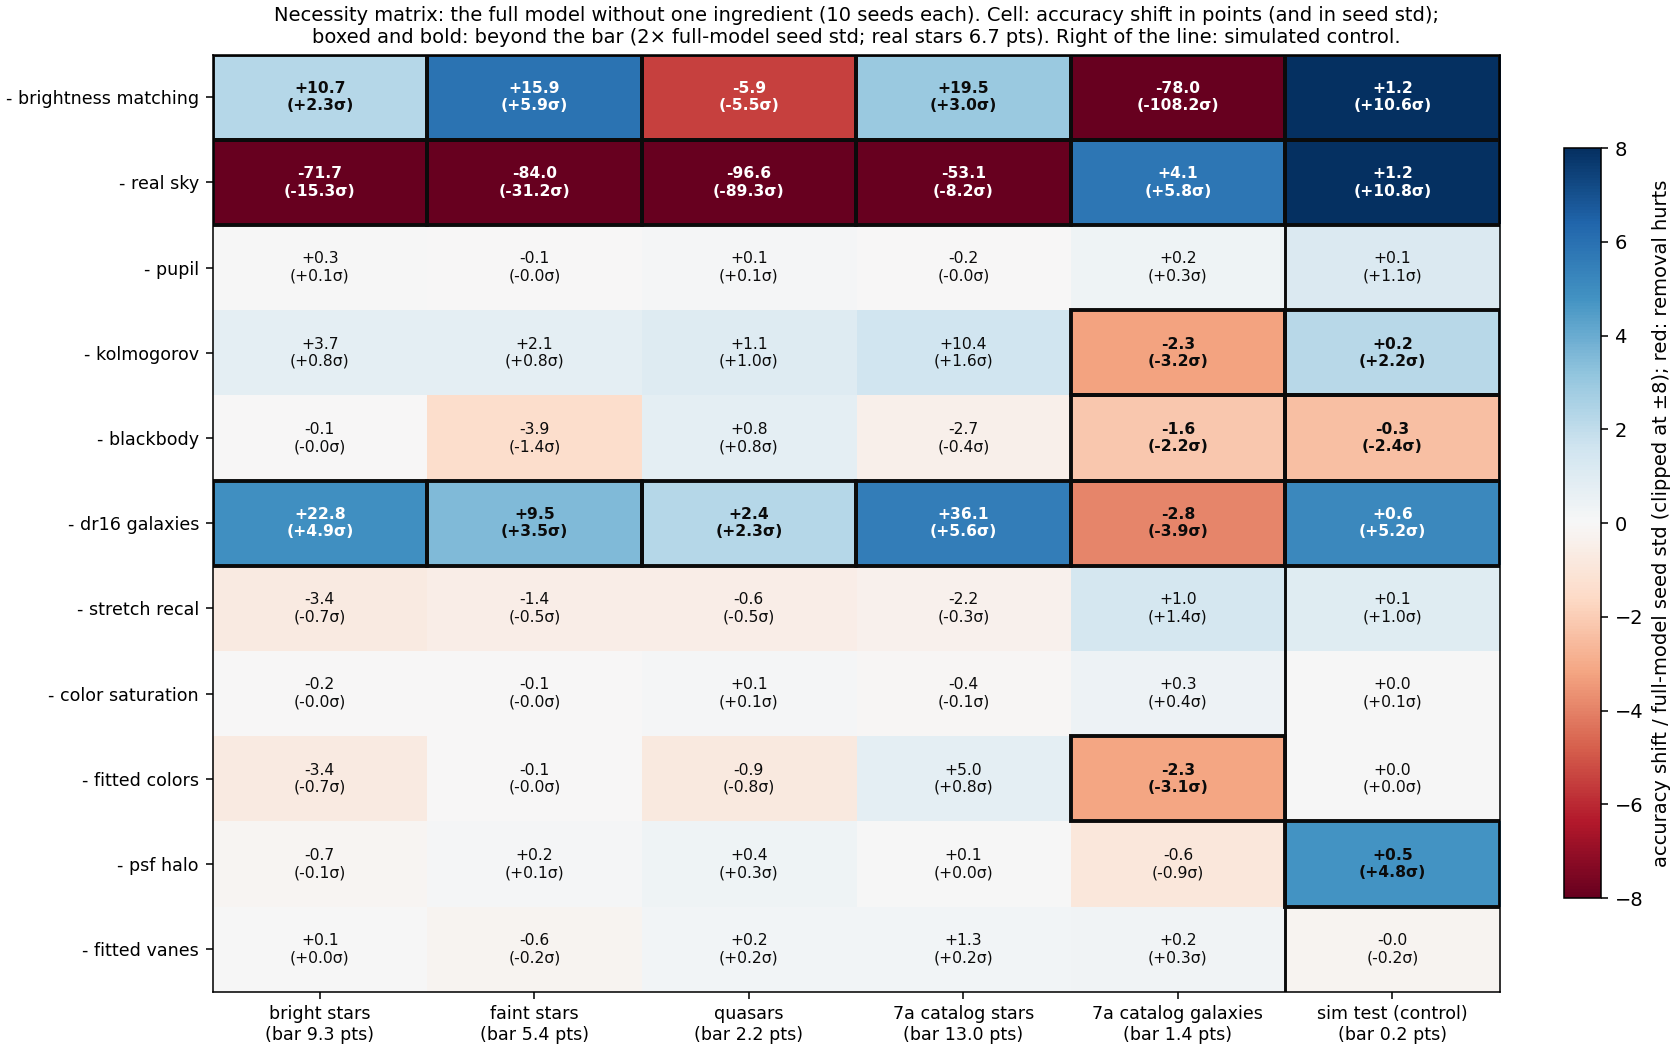 Necessity matrix: the full model without one ingredient (10 seeds each). Cell: accuracy shift in points (and in seed std);
boxed and bold: beyond the bar (2× full-model seed std; real stars 6.7 pts). Right of the line: simulated control.
- brightness matching
+10.7
(+2.3σ)
+15.9
(+5.9σ)
-5.9
(-5.5σ)
+19.5
(+3.0σ)
-78.0
(-108.2σ)
+1.2
(+10.6σ)
- real sky
-71.7
(-15.3σ)
-84.0
(-31.2σ)
-96.6
(-89.3σ)
-53.1
(-8.2σ)
+4.1
(+5.8σ)
+1.2
(+10.8σ)
- pupil
+0.3
(+0.1σ)
-0.1
(-0.0σ)
+0.1
(+0.1σ)
-0.2
(-0.0σ)
+0.2
(+0.3σ)
+0.1
(+1.1σ)
- kolmogorov
+3.7
(+0.8σ)
+2.1
(+0.8σ)
+1.1
(+1.0σ)
+10.4
(+1.6σ)
-2.3
(-3.2σ)
+0.2
(+2.2σ)
- blackbody
-0.1
(-0.0σ)
-3.9
(-1.4σ)
+0.8
(+0.8σ)
-2.7
(-0.4σ)
-1.6
(-2.2σ)
-0.3
(-2.4σ)
- dr16 galaxies
+22.8
(+4.9σ)
+9.5
(+3.5σ)
+2.4
(+2.3σ)
+36.1
(+5.6σ)
-2.8
(-3.9σ)
+0.6
(+5.2σ)
- stretch recal
-3.4
(-0.7σ)
-1.4
(-0.5σ)
-0.6
(-0.5σ)
-2.2
(-0.3σ)
+1.0
(+1.4σ)
+0.1
(+1.0σ)
- color saturation
-0.2
(-0.0σ)
-0.1
(-0.0σ)
+0.1
(+0.1σ)
-0.4
(-0.1σ)
+0.3
(+0.4σ)
+0.0
(+0.1σ)
- fitted colors
-3.4
(-0.7σ)
-0.1
(-0.0σ)
-0.9
(-0.8σ)
+5.0
(+0.8σ)
-2.3
(-3.1σ)
+0.0
(+0.0σ)
- psf halo
-0.7
(-0.1σ)
+0.2
(+0.1σ)
+0.4
(+0.3σ)
+0.1
(+0.0σ)
-0.6
(-0.9σ)
+0.5
(+4.8σ)
- fitted vanes
+0.1
(+0.0σ)
-0.6
(-0.2σ)
+0.2
(+0.2σ)
+1.3
(+0.2σ)
+0.2
(+0.3σ)
-0.0
(-0.2σ)
bright stars
(bar 9.3 pts)
faint stars
(bar 5.4 pts)
quasars
(bar 2.2 pts)
7a catalog stars
(bar 13.0 pts)
7a catalog galaxies
(bar 1.4 pts)
sim test (control)
(bar 0.2 pts)
8
6
4
2
0
−2
−4
−6
−8
accuracy shift / full-model seed std (clipped at ±8); red: removal hurts